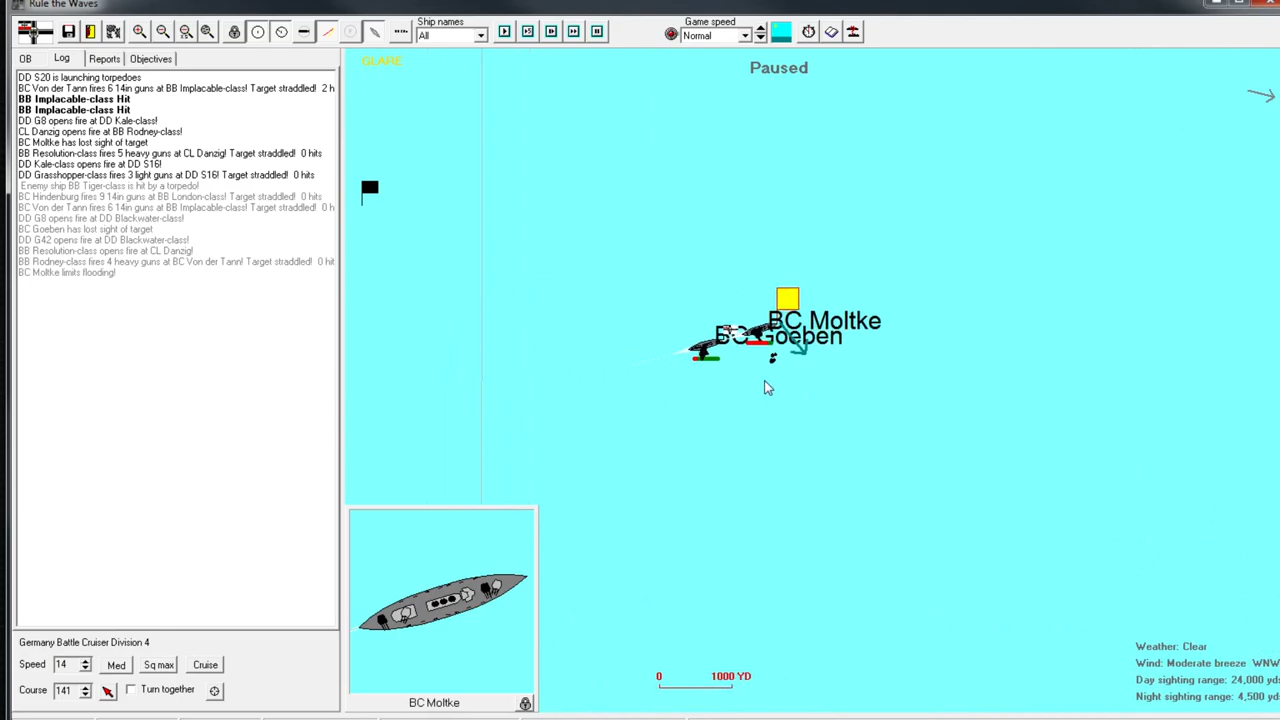 Rule the Waves
Ship names
All
Game speed
Normal
OB Log Reports Objectives
DD S20 is launching torpedoes
BC Von der Tann fires 6 14in guns at BB Implacable-class! Target straddled! 2 h
BB Implacable-class Hit
BB Implacable-class Hit
DD G8 opens fire at DD Kale-class!
CL Danzig opens fire at BB Rodney-class!
BC Moltke has lost sight of target
BB Resolution-class fires 5 heavy guns at CL Danzig! Target straddled! 0 hits
DD Kale-class opens fire at DD S16!
DD Grasshopper-class fires 3 light guns at DD S16! Target straddled! 0 hits
Enemy ship BB Tiger-class is hit by a torpedo!
BC Hindenburg fires 9 14in guns at BB London-class! Target straddled! 0 hits
BC Von der Tann fires 6 14in guns at BB Implacable-class! Target straddled! 0 h
DD G8 opens fire at DD Blackwater-class!
BC Goeben has lost sight of target
DD G42 opens fire at DD Blackwater-class!
BB Resolution-class opens fire at CL Danzig!
BB Rodney-class fires 4 heavy guns at BC Von der Tann! Target straddled! 0 hit
BC Moltke limits flooding!
GLARE
Paused
BC Moltke
BC Goeben
Germany Battle Cruiser Division 4
Speed 14 Med Sq max Cruise
Course 141 Turn together
BC Moltke
0 1000 YD
Weather: Clear
Wind: Moderate breeze WNW
Day sighting range: 24,000 yds
Night sighting range: 4,500 yds